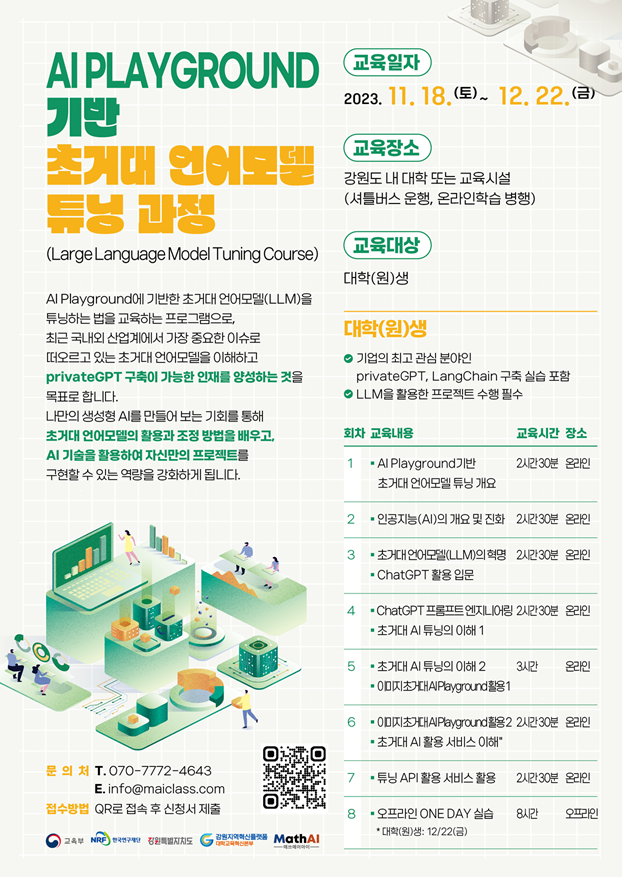 AI PLAYGROUND
기반
초거대 언어모델
튜닝 과정
(Large Language Model Tuning Course)
AI Playground에 기반한 초거대 언어모델(LLM)을
튜닝하는 법을 교육하는 프로그램으로,
최근 국내외 산업계에서 가장 중요한 이슈로
떠오르고 있는 초거대 언어모델을 이해하고
privateGPT 구축이 가능한 인재를 양성하는 것을
목표로 합니다.
나만의 생성형 AI를 만들어 보는 기회를 통해
초거대 언어모델의 활용과 조정 방법을 배우고,
AI 기술을 활용하여 자신만의 프로젝트를
구현할 수 있는 역량을 강화하게 됩니다.
문 의 처 T. 070-7772-4643
E. info@maiclass.com
접수방법 QR로 접속 후 신청서 제출
교육부 NRF 한국연구재단 강원특별자치도 강원지역혁신플랫폼
대학교육혁신본부
MathAI
매쓰에이아이
교육일자
2023. 11. 18.(토)~ 12. 22.(금)
교육장소
강원도 내 대학 또는 교육시설
(셔틀버스 운행, 온라인학습 병행)
교육대상
대학(원)생
대학(원)생
기업의 최고 관심 분야인
privateGPT, LangChain 구축 실습 포함
LLM을 활용한 프로젝트 수행 필수
회차 교육내용 교육시간 장소
1 ▪ AI Playground기반 2시간 30분 온라인
초거대 언어모델 튜닝 개요
2 ▪ 인공지능(AI)의 개요 및 진화 2시간 30분 온라인
3 ▪ 초거대 언어모델(LLM)의 혁명 2시간 30분 온라인
▪ ChatGPT 활용 입문
4 ▪ ChatGPT 프롬프트 엔지니어링 2시간 30분 온라인
▪ 초거대 AI 튜닝의 이해 1
5 ▪ 초거대 AI 튜닝의 이해 2 3시간 온라인
▪ 이미지 초거대 AI Playground 활용 1
6 ▪ 이미지 초거대 AI Playground 활용 2 2시간 30분 온라인
▪ 초거대 AI 활용 서비스 이해"
7 ▪ 튜닝 API 활용 서비스 활용 2시간 30분 온라인
8 ▪ 오프라인 ONE DAY 실습 8시간 오프라인
* 대학(원)생: 12/22(금)